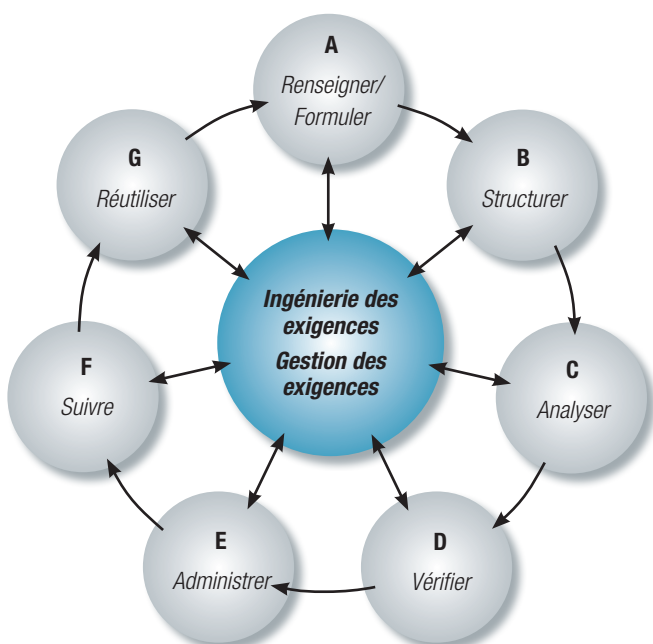 A
Renseigner/
Formuler
B
Structurer
C
Analyser
D
Vérifier
E
Administrer
F
Suivre
G
Réutiliser
Ingénierie des
exigences
Gestion des
exigences